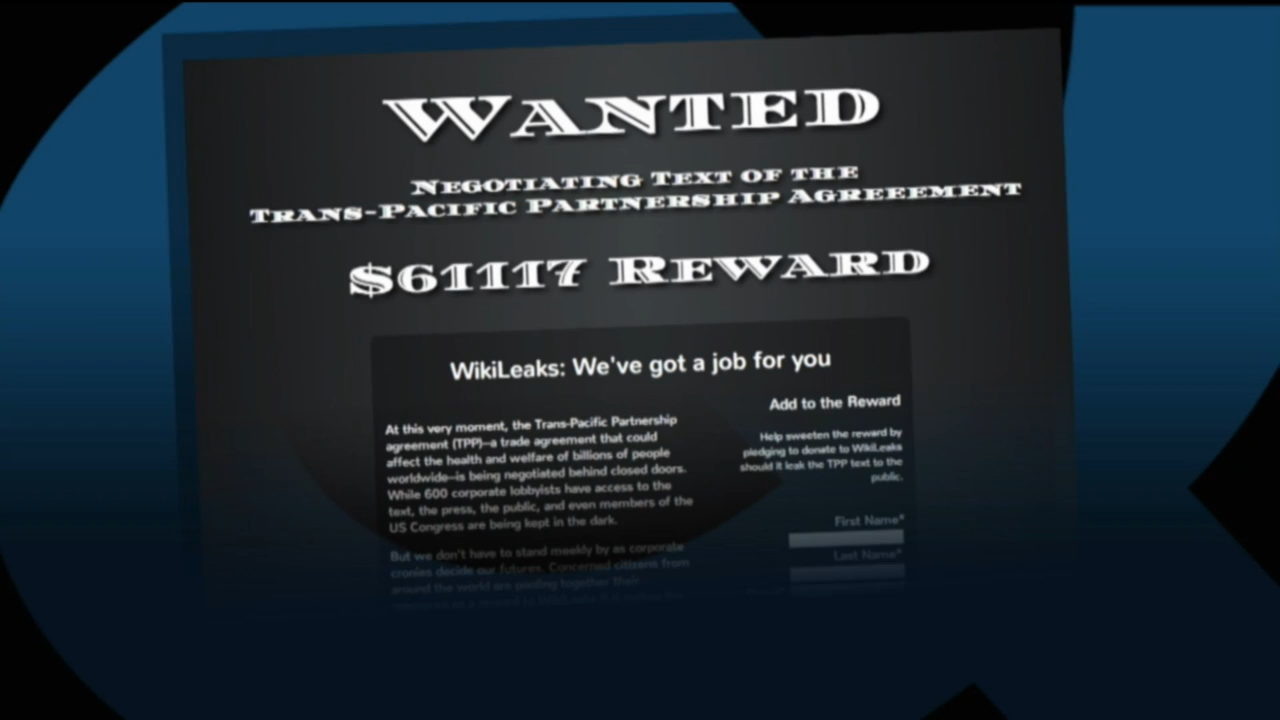 WANTED
NEGOTIATING TEXT OF THE
TRANS-PACIFIC PARTNERSHIP AGREEEMENT
$61117 REWARD
WikiLeaks: We've got a job for you
Add to the Reward
At this very moment, the Trans-Pacific Partnership
agreement (TPP)—a trade agreement that could
affect the health and welfare of billions of people
worldwide—is being negotiated behind closed doors.
While 600 corporate lobbyists have access to the
text, the press, the public, and even members of the
US Congress are being kept in the dark.
But we don't have to stand meekly by as corporate
cronies decide our futures. Concerned citizens from
around the world are pooling together their
Help sweeten the reward by
pledging to donate to WikiLeaks
should it leak the TPP text to the
public.
First Name*
Last Name*